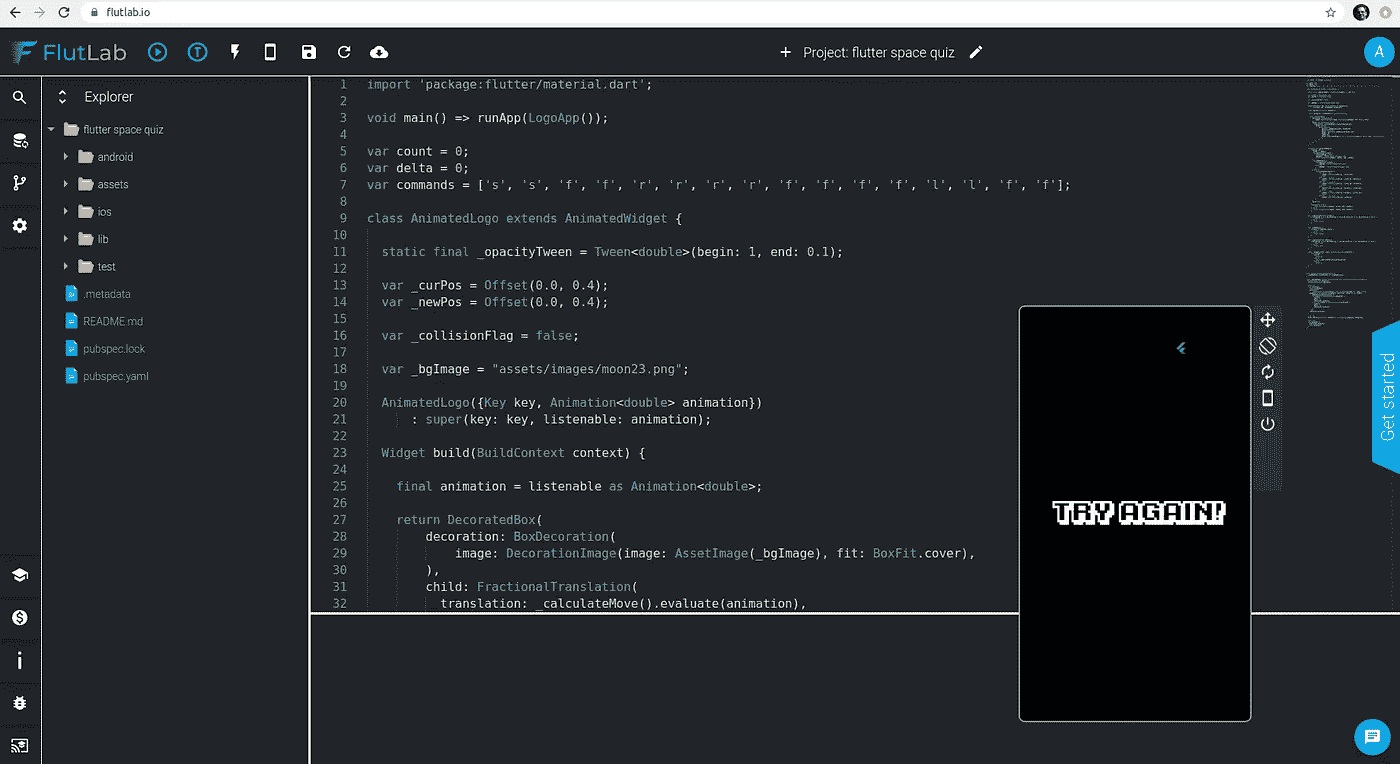 flutlab.io
FlutLab
T
Project: flutter space quiz
A
Explorer
flutter space quiz
android
assets
ios
lib
test
.metadata
README.md
pubspec.lock
pubspec.yaml
1 import 'package:flutter/material.dart';
2
3 void main() => runApp(LogoApp());
4
5 var count = 0;
6 var delta = 0;
7 var commands = ['s', 's', 'f', 'f', 'r', 'r', 'r', 'r', 'f', 'f', 'f', 'f', 'l', 'l', 'f', 'f'];
8
9 class AnimatedLogo extends AnimatedWidget {
10
11 static final _opacityTween = Tween<double>(begin: 1, end: 0.1);
12
13 var _curPos = Offset(0.0, 0.4);
14 var _newPos = Offset(0.0, 0.4);
15
16 var _collisionFlag = false;
17
18 var _bgImage = "assets/images/moon23.png";
19
20 AnimatedLogo({Key key, Animation<double> animation})
21 : super(key: key, listenable: animation);
22
23 Widget build(BuildContext context) {
24
25 final animation = listenable as Animation<double>;
26
27 return DecoratedBox(
28 decoration: BoxDecoration(
29 image: DecorationImage(image: AssetImage(_bgImage), fit: BoxFit.cover),
30 ),
31 child: FractionalTranslation(
32 translation: _calculateMove().evaluate(animation),
TRY AGAIN!
Get started